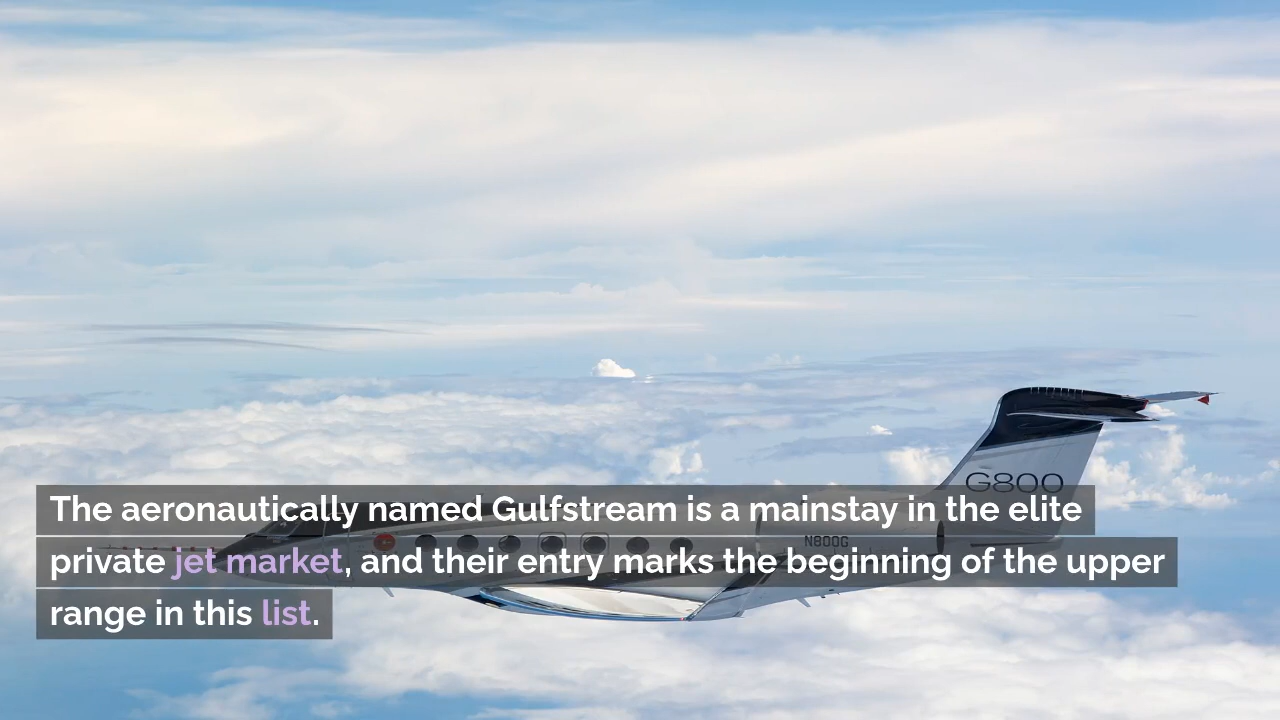 G800
The aeronautically named Gulfstream is a mainstay in the elite
N800G
private jet market, and their entry marks the beginning of the upper
range in this list.